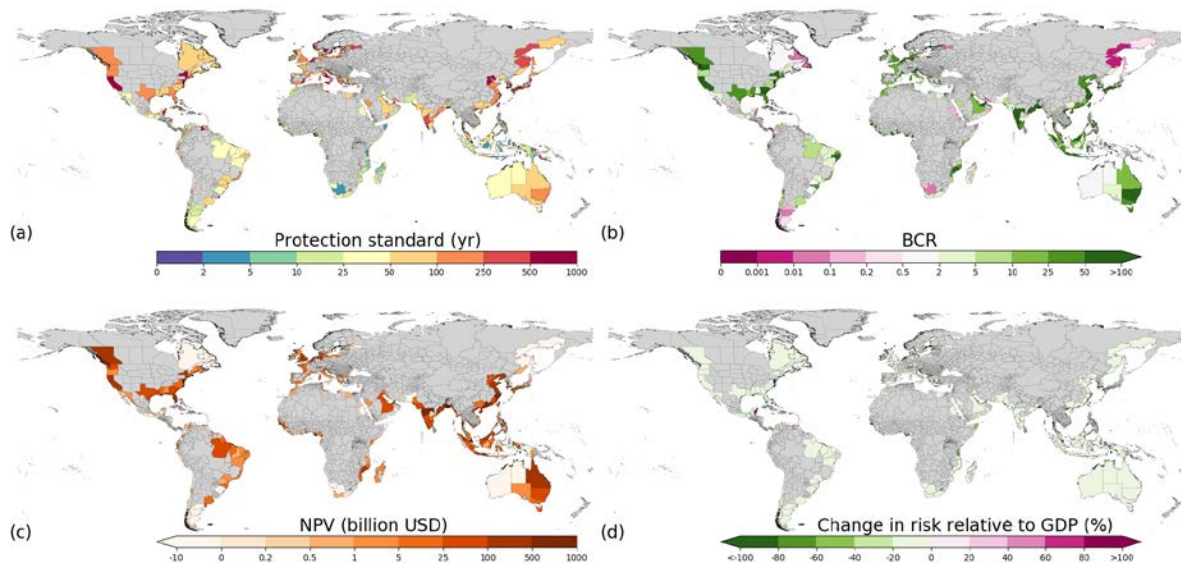 (a)
Protection standard (yr)
0 2 5 10 25 50 100 250 500 1000
(b)
BCR
0 0.001 0.01 0.1 0.2 0.5 2 5 10 25 50 >100
(c)
NPV (billion USD)
-10 0 0.2 0.5 1 5 25 100 500 1000
(d)
Change in risk relative to GDP (%)
<-100 -80 -60 -40 -20 0 20 40 60 80 >100